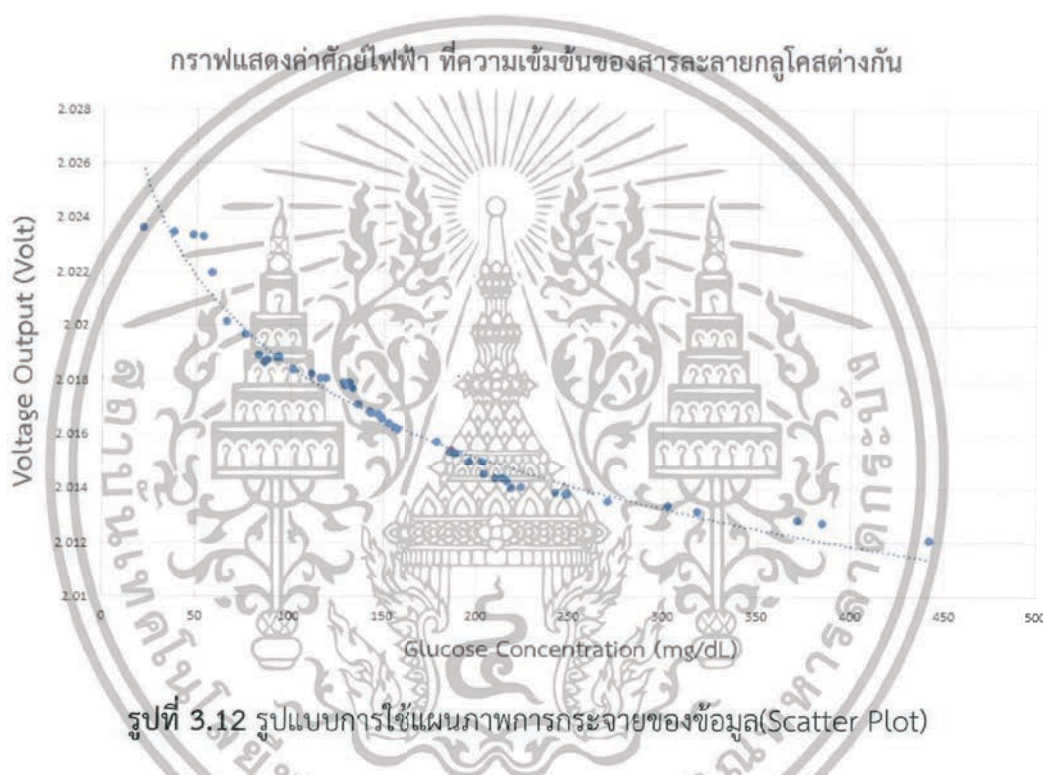 กราฟแสดงค่าศักย์ไฟฟ้า ที่ความเข้มข้นของสารละลายกลูโคสต่างกัน
2.028
2.026
2.024
2.022
2.02
2.018
2.016
2.014
2.012
2.01
Voltage Output (Volt)
0 50 100 150 200 250 300 350 400 450 500
Glucose Concentration (mg/dL)
รูปที่ 3.12 รูปแบบการใช้แผนภาพการกระจายของข้อมูล(Scatter Plot)